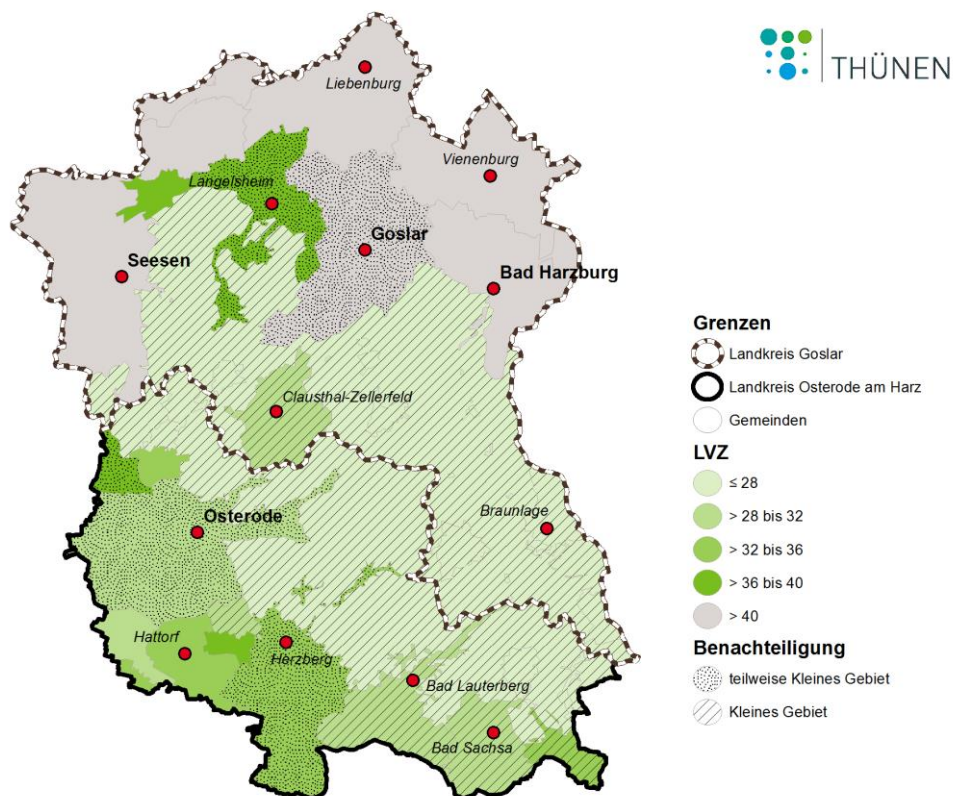 THÜNEN
Liebenburg
Vienenburg
Langelsheim
Goslar
Seesen
Bad Harzburg
Clausthal-Zellerfeld
Braunlage
Osterode
Hattorf
Herzberg
Bad Lauterberg
Bad Sachsa
Grenzen
Landkreis Goslar
Landkreis Osterode am Harz
Gemeinden
LVZ
≤ 28
> 28 bis 32
> 32 bis 36
> 36 bis 40
> 40
Benachteiligung
teilweise Kleines Gebiet
Kleines Gebiet